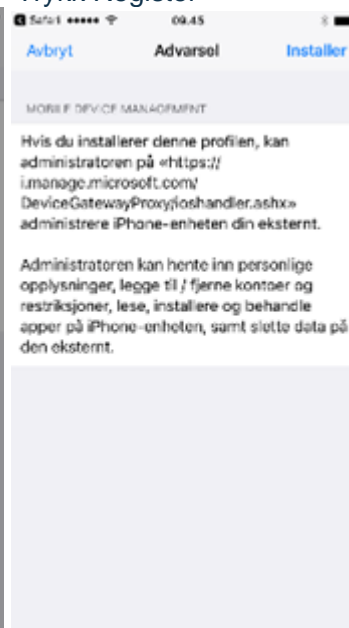 Trykk Register
Safari 09.45
Avbryt Advarsel Installer
MOBILE DEVICE MANAGEMENT
Hvis du installerer denne profilen, kan
administratoren på «https://
i.manage.microsoft.com/
DeviceGatewayProxy/ioshandler.ashx»
administrere iPhone-enheten din eksternt.
Administratoren kan hente inn personlige
opplysninger, legge til / fjerne kontoer og
restriksjoner, lese, installere og behandle
apper på iPhone-enheten, samt slette data på
den eksternt.